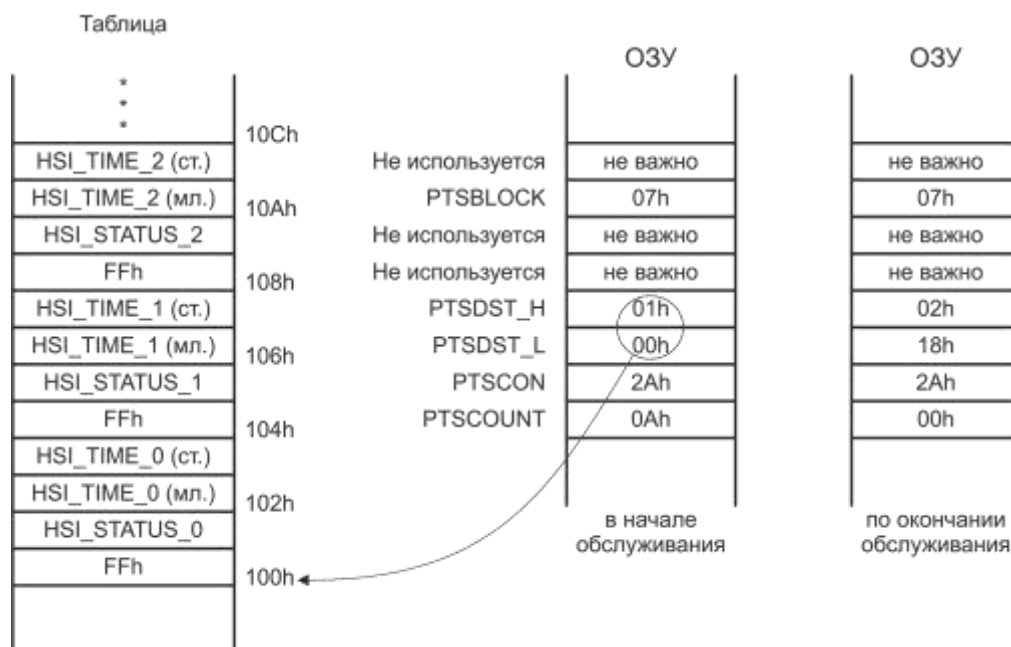 Таблица
ОЗУ
ОЗУ
*
*
*
10Ch
HSI_TIME_2 (ст.)
Не используется
не важно
не важно
HSI_TIME_2 (мл.)
10Ah
PTSBLOCK
07h
07h
HSI_STATUS_2
Не используется
не важно
не важно
FFh
108h
Не используется
не важно
не важно
HSI_TIME_1 (ст.)
PTSDST_H
01h
02h
HSI_TIME_1 (мл.)
106h
PTSDST_L
00h
18h
HSI_STATUS_1
PTSCON
2Ah
2Ah
FFh
104h
PTSCOUNT
0Ah
00h
HSI_TIME_0 (ст.)
HSI_TIME_0 (мл.)
102h
HSI_STATUS_0
FFh
100h
в начале
обслуживания
по окончании
обслуживания